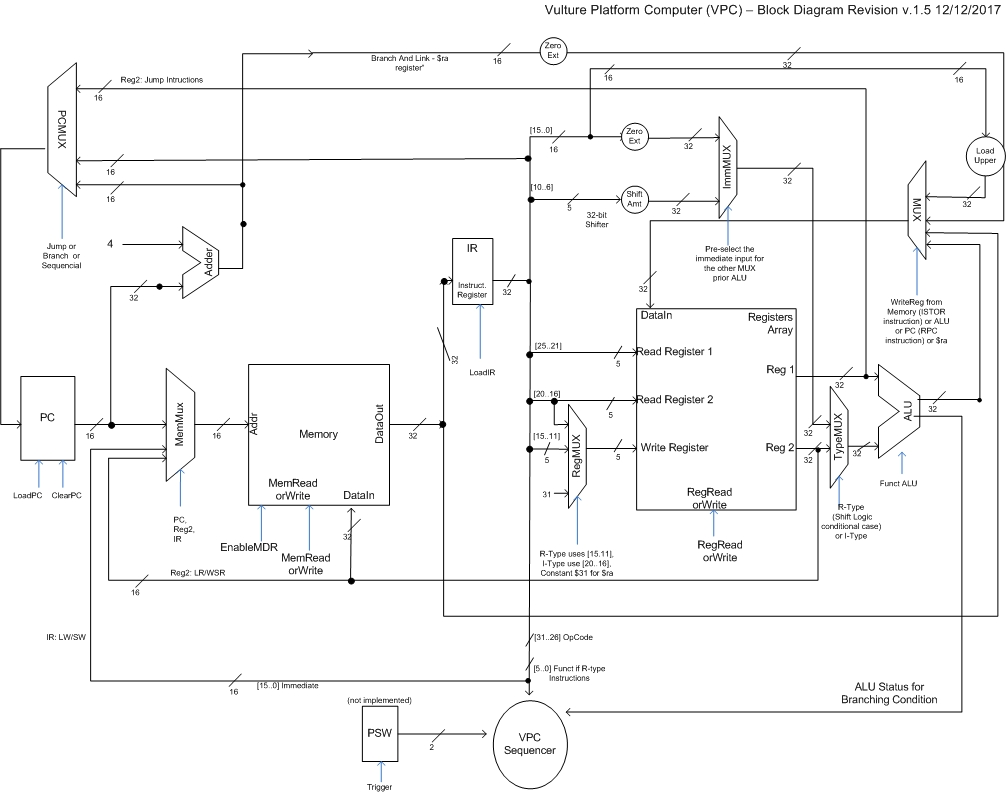 Vulture Platform Computer (VPC) – Block Diagram Revision v.1.5 12/12/2017
Branch And Link - $ra
register"
16
Zero
Ext
32
16
32
16
Reg2: Jump Intructions
16
PCMUX
16
16
Jump or
Branch or
Sequencial
4
Adder
32
[15..0]
16
Zero
Ext
32
[10..6]
5
32-bit
Shifter
Shift
Amt
32
ImmMUX
32
Pre-select the
immediate input for
the other MUX
prior ALU
Load
Upper
32
MUX
WriteReg from
Memory (ISTOR
instruction) or ALU
or PC (RPC
instruction) or $ra
IR
Instruct.
Register
32
LoadIR
32
32
DataIn
Registers
Array
[25..21]
5
Read Register 1
Reg 1
32
[20..16]
5
Read Register 2
[15..11]
5
RegMUX
5
Write Register
Reg 2
32
31
RegRead
orWrite
RegRead
orWrite
R-Type uses [15.11],
I-Type use [20..16],
Constant $31 for $ra
32
TypeMUX
32
ALU
32
Funct ALU
R-Type
(Shift Logic
conditional case)
or I-Type
PC
16
LoadPC
ClearPC
MemMux
16
PC,
Reg2,
IR
Addr
Memory
DataOut
32
MemRead
orWrite
DataIn
32
EnableMDR
MemRead
orWrite
Reg2: LR/WSR
16
IR: LW/SW
16
[15..0] Immediate
[31..26] OpCode
[5..0] Funct if R-type
Instructions
ALU Status for
Branching Condition
(not implemented)
PSW
2
Trigger
VPC
Sequencer